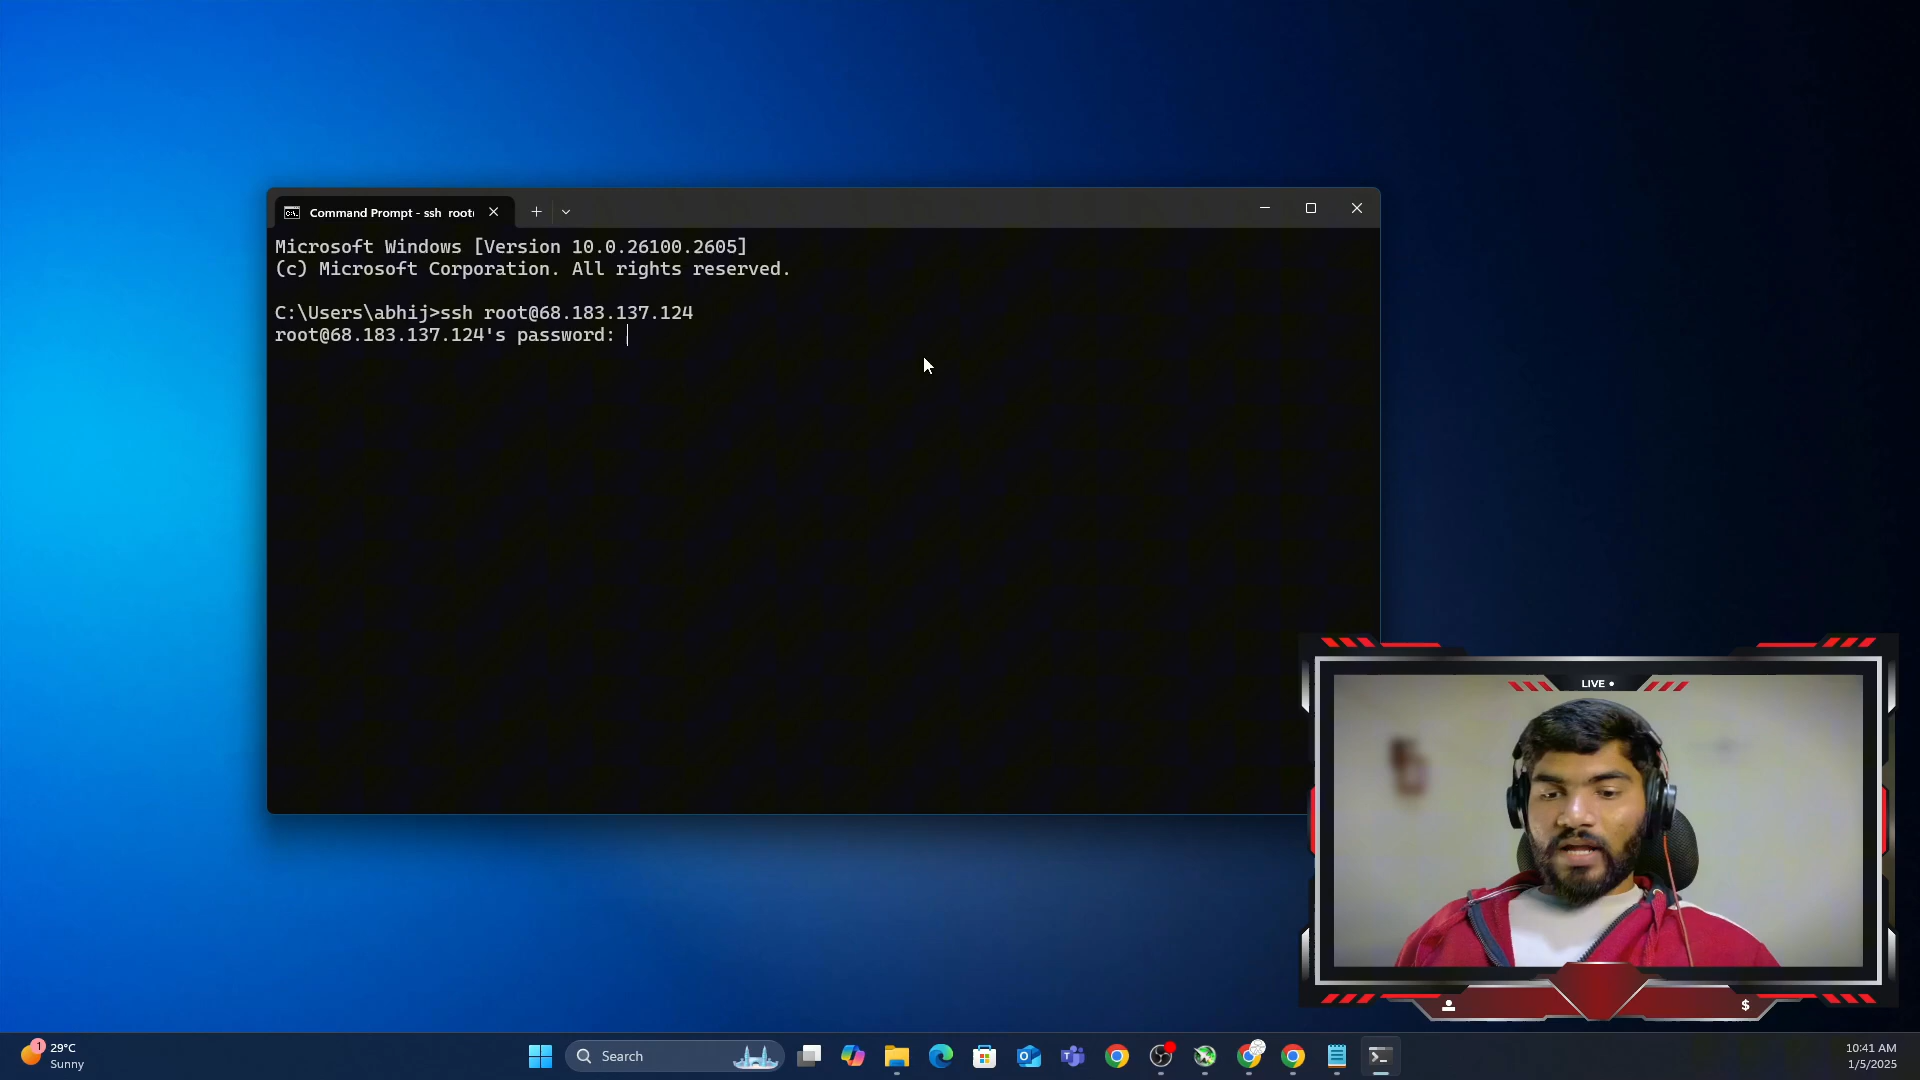 Command Prompt - ssh root
Microsoft Windows [Version 10.0.26100.2605]
(c) Microsoft Corporation. All rights reserved.
C:\Users\abhij>ssh root@68.183.137.124
root@68.183.137.124's password:
LIVE
$
1
29°C
Sunny
Search
10:41 AM
1/5/2025